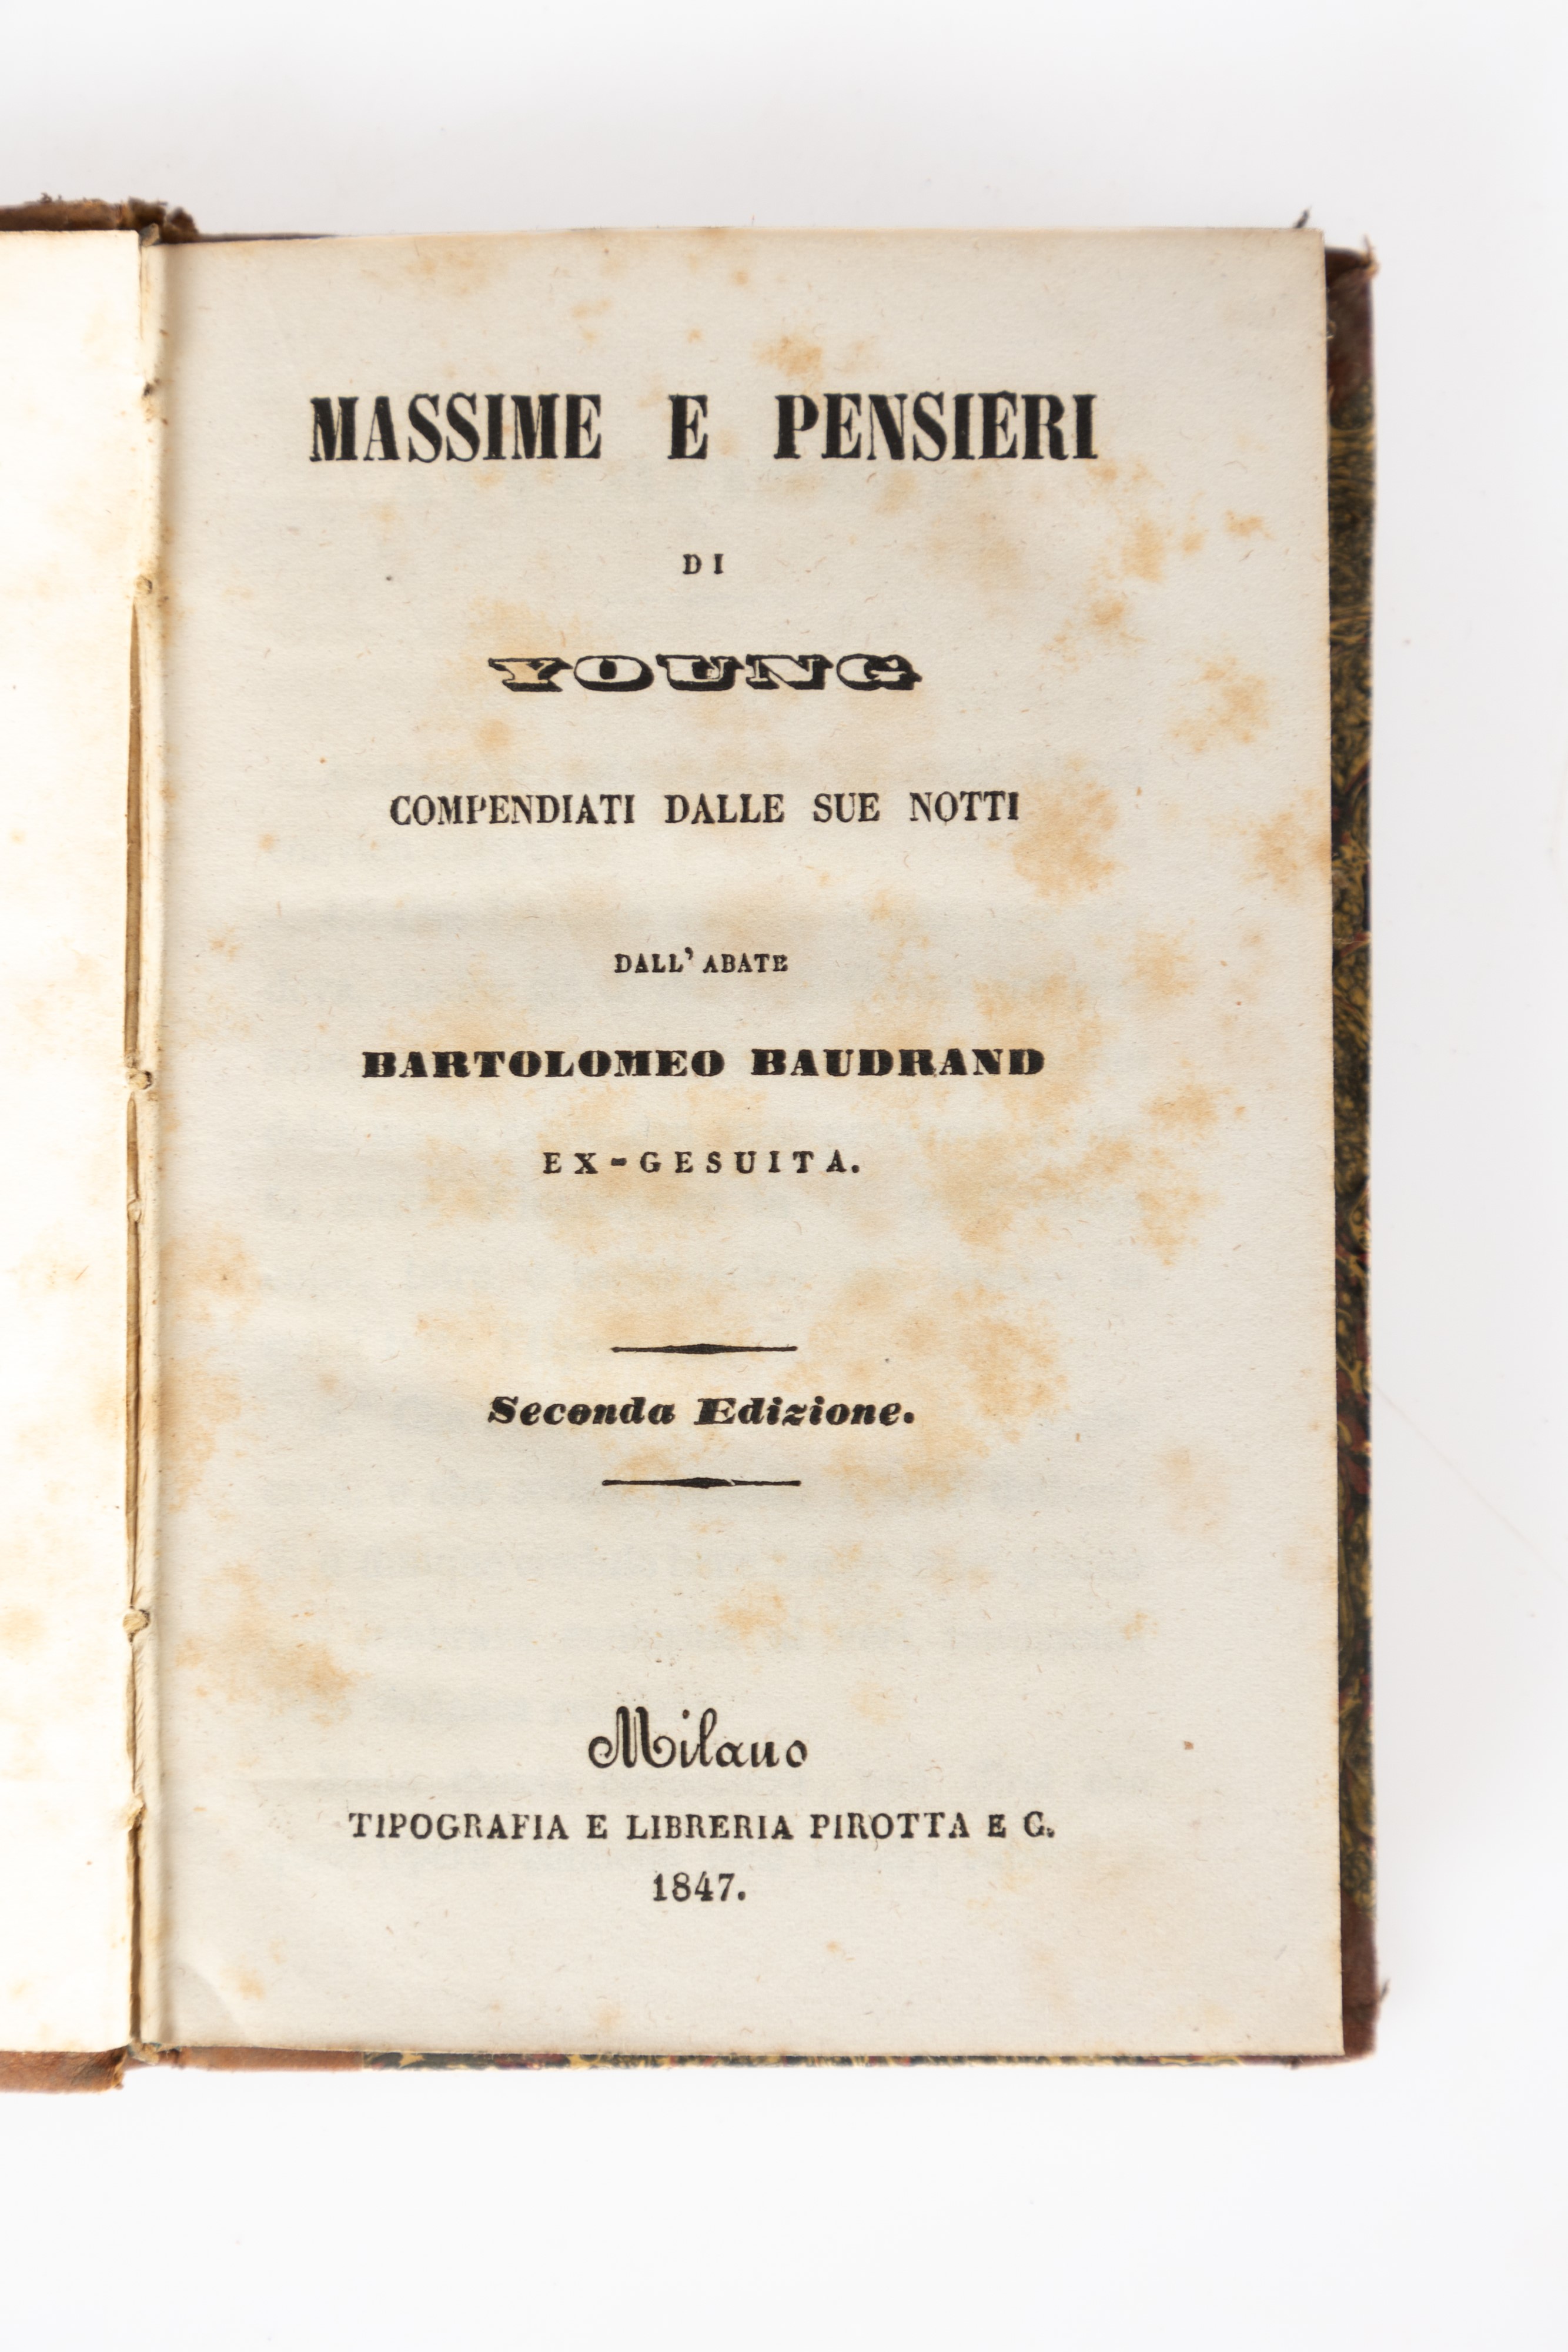 MASSIME E PENSIERI
DI
YOUNG
COMPENDIATI DALLE SUE NOTTI
DALL' ABATE
BARTOLOMEO BAUDRAND
EX-GESUITA.
Seconda Edizione.
Milano
TIPOGRAFIA E LIBRERIA PIROTTA E C.
1847.